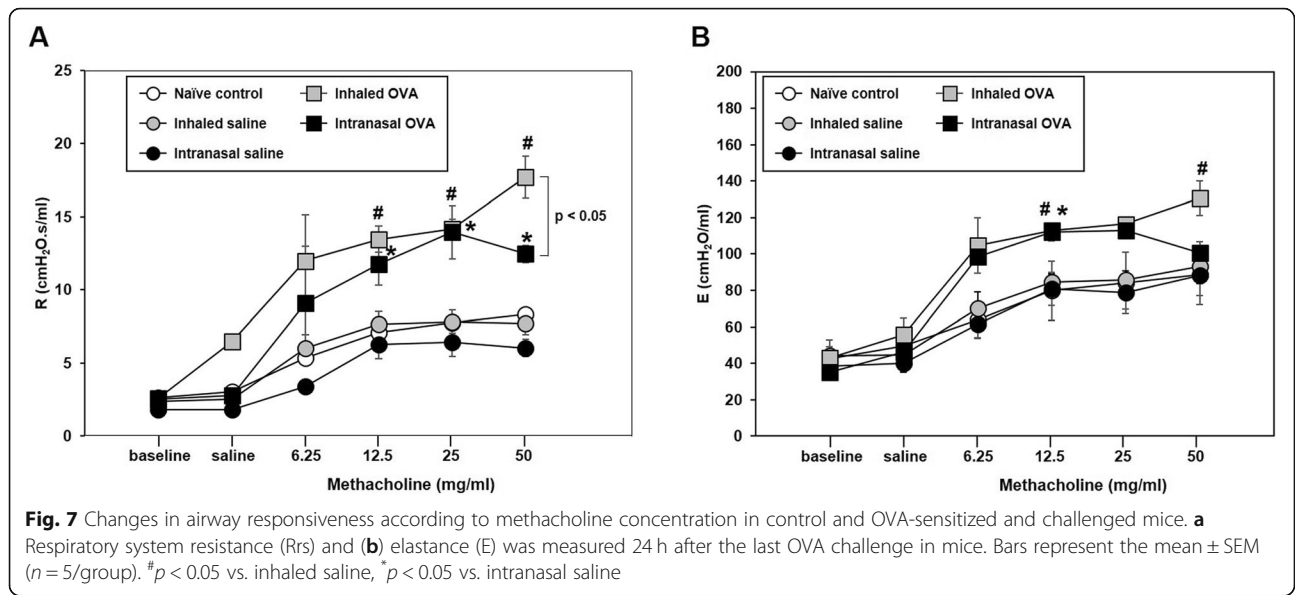 A
25
20
15
10
5
0
R (cmH₂O.s/ml)
Naïve control
Inhaled saline
Intranasal saline
Inhaled OVA
Intranasal OVA
#
#
#
*
*
*
p < 0.05
baseline
saline
6.25
12.5
25
50
Methacholine (mg/ml)
B
200
180
160
140
120
100
80
60
40
20
0
E (cmH₂O/ml)
Naïve control
Inhaled saline
Intranasal saline
Inhaled OVA
Intranasal OVA
# *
#
baseline
saline
6.25
12.5
25
50
Methacholine (mg/ml)
Fig. 7 Changes in airway responsiveness according to methacholine concentration in control and OVA-sensitized and challenged mice. a
Respiratory system resistance (Rrs) and (b) elastance (E) was measured 24 h after the last OVA challenge in mice. Bars represent the mean ± SEM
(n = 5/group). #p < 0.05 vs. inhaled saline, *p < 0.05 vs. intranasal saline